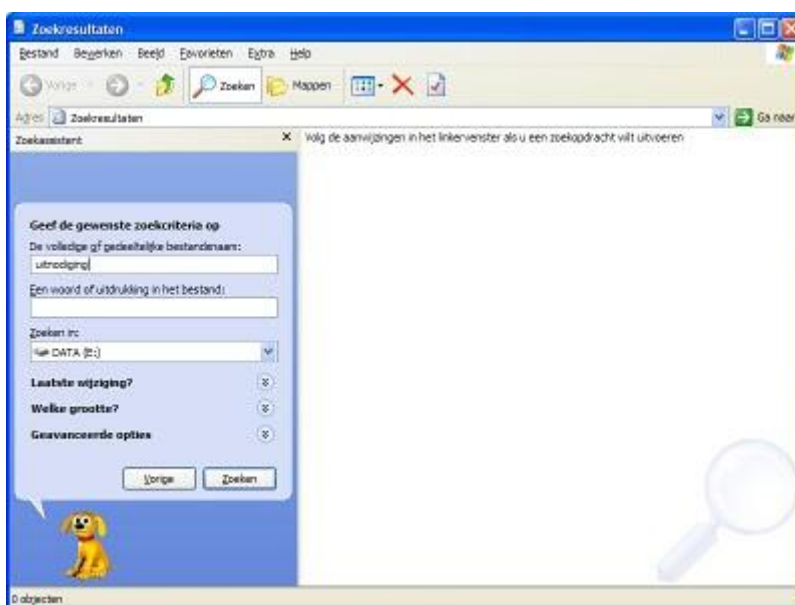 Zoekresultaten
Bestand Bewerken Beeld Favorieten Extra Help
Vorige Zoeken Mappen
Adres Zoekresultaten Ga naar
Zoekassistent
Volg de aanwijzingen in het linkervenster als u een zoekopdracht wilt uitvoeren
Geef de gewenste zoekcriteria op
De volledige of gedeeltelijke bestandsnaam:
uitnodiging
Een woord of uitdrukking in het bestand:
Zoeken in:
DATA (E:)
Laatste wijziging?
Welke grootte?
Geavanceerde opties
Vorige Zoeken
0 objecten